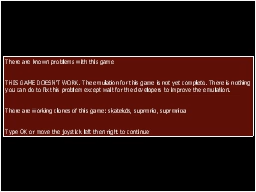 There are known problems with this game
THIS GAME DOESN'T WORK. The emulation for this game is not yet complete. There is nothing
you can do to fix this problem except wait for the developers to improve the emulation.
There are working clones of this game:
Type OK or move the joystick left then right to continue